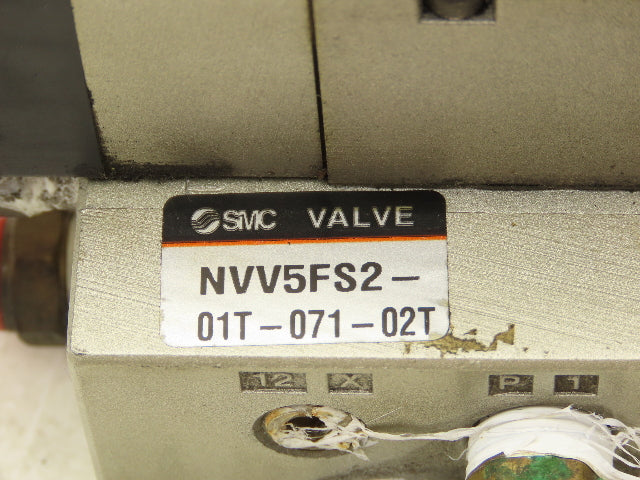 SMC VALVE
NVV5FS2-
01T-071-02T
12 X P 1